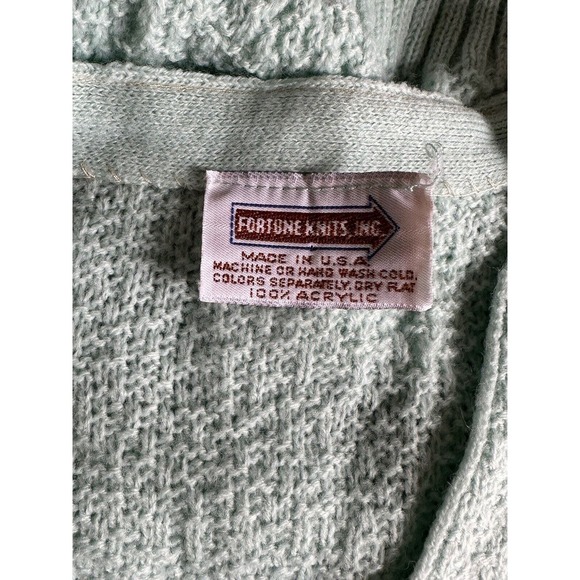 FORTUNE KNITS, INC.
MADE IN U.S.A.
MACHINE OR HAND WASH COLD,
COLORS SEPARATELY. DRY FLAT
100% ACRYLIC